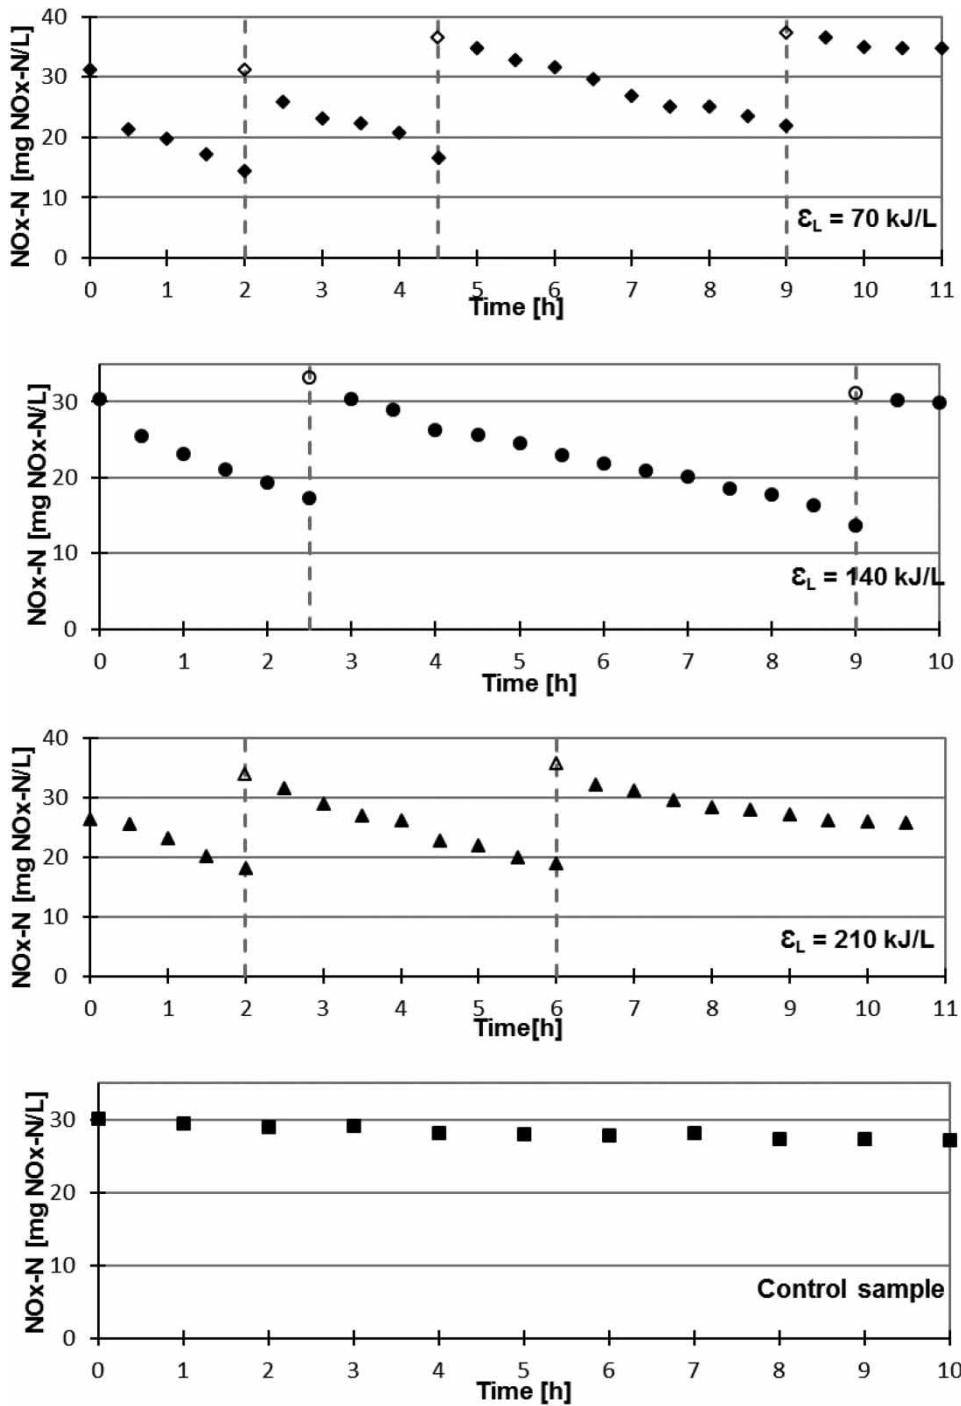 40
30
20
10
0
NOx-N [mg NOx-N/L]
εL = 70 kJ/L
0 1 2 3 4 5 6 7 8 9 10 11
Time [h]
30
20
10
0
NOx-N [mg NOx-N/L]
εL = 140 kJ/L
0 1 2 3 4 5 6 7 8 9 10
Time [h]
40
30
20
10
0
NOx-N [mg NOx-N/L]
εL = 210 kJ/L
0 1 2 3 4 5 6 7 8 9 10 11
Time[h]
30
20
10
0
NOx-N [mg NOx-N/L]
Control sample
0 1 2 3 4 5 6 7 8 9 10
Time [h]